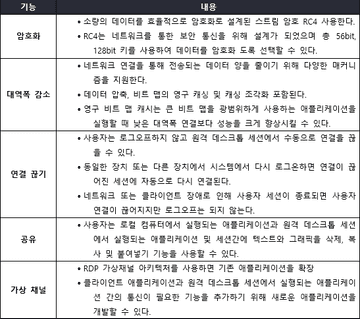 기능 내용
암호화
• 소량의 데이터를 효율적으로 암호화로 설계된 스트림 암호 RC4 사용한다.
• RC4는 네트워크를 통한 보안 통신을 위해 설계가 되었으며 총 56bit,
128bit 키를 사용하여 데이터를 암호화 도록 선택할 수 있다.
대역폭 감소
• 네트워크 연결을 통해 전송되는 데이터 양을 줄이기 위해 다양한 매커니
즘을 지원한다.
• 데이터 압축, 비트 맵의 영구 캐싱 및 캐싱 조각화 포함된다.
• 영구 비트 맵 캐시는 큰 비트 맵을 광범위하게 사용하는 애플리케이션을
실행할 때 낮은 대역폭 연결보다 성능을 크게 향상시킬 수 있다.
연결 끊기
• 사용자는 로그오프하지 않고 원격 데스크톱 세션에서 수동으로 연결을 끊
을 수 있다.
• 동일한 장치 또는 다른 장치에서 시스템에서 다시 로그온하면 연결이 끊
어진 세션에 자동으로 다시 연결된다.
• 네트워크 또는 클라이언트 장애로 인해 사용자 세션이 종료되면 사용자
연결이 끊어지지만 로그오프는 되지 않는다.
공유
• 사용자는 로컬 컴퓨터에서 실행되는 애플리케이션과 원격 데스크톱 세션
에서 실행되는 애플리케이션 및 세션간에 텍스트와 그래픽을 삭제, 복
사 및 붙여넣기 기능을 사용할 수 있다.
가상 채널
• RDP 가상채널 아키텍처를 사용하면 기존 애플리케이션을 확장
• 클라이언트 애플리케이션과 원격 데스크톱 세션에서 실행되는 애플리케이
션 간의 통신이 필요한 기능을 추가하기 위해 새로운 애플리케이션을
개발할 수 있다.